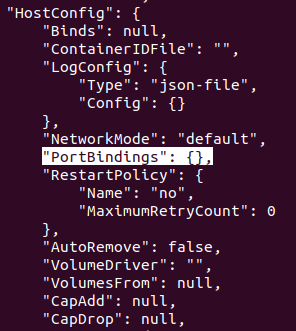 "HostConfig": {
"Binds": null,
"ContainerIDFile": "",
"LogConfig": {
"Type": "json-file",
"Config": {}
},
"NetworkMode": "default",
"PortBindings": {},
"RestartPolicy": {
"Name": "no",
"MaximumRetryCount": 0
},
"AutoRemove": false,
"VolumeDriver": "",
"VolumesFrom": null,
"CapAdd": null,
"CapDrop": null,